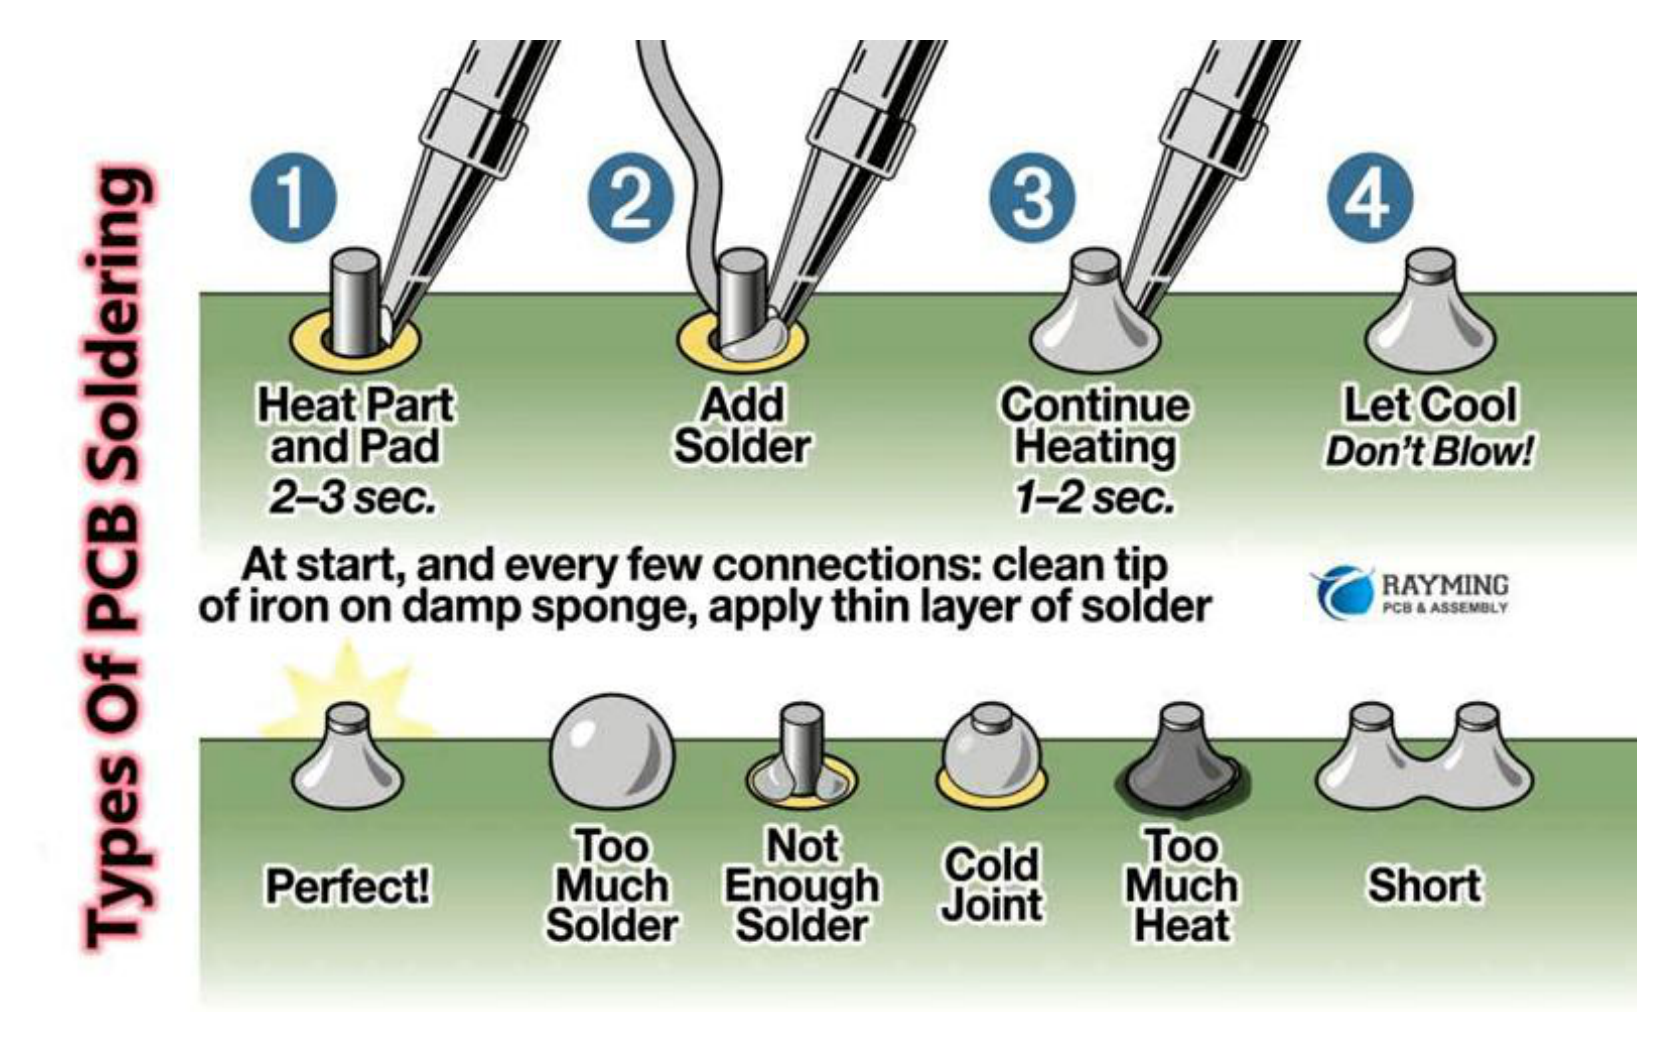 Types Of PCB Soldering
1
2
3
4
Heat Part
and Pad
2–3 sec.
Add
Solder
Continue
Heating
1–2 sec.
Let Cool
Don't Blow!
At start, and every few connections: clean tip
of iron on damp sponge, apply thin layer of solder
RAYMING
PCB & ASSEMBLY
Perfect!
Too
Much
Solder
Not
Enough
Solder
Cold
Joint
Too
Much
Heat
Short